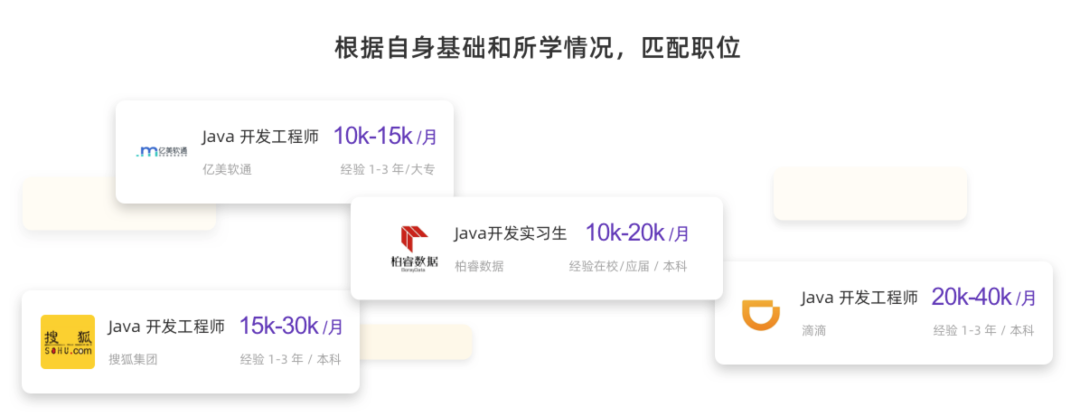 根据自身基础和所学情况，匹配职位
亿美软通
Java 开发工程师
10k-15k /月
亿美软通
经验 1-3 年/大专
柏睿数据
Java开发实习生
10k-20k /月
柏睿数据
经验在校/应届 / 本科
搜狐
SOHU.com
Java 开发工程师
15k-30k /月
搜狐集团
经验 1-3 年 / 本科
Java 开发工程师
20k-40k /月
滴滴
经验 1-3 年 / 本科